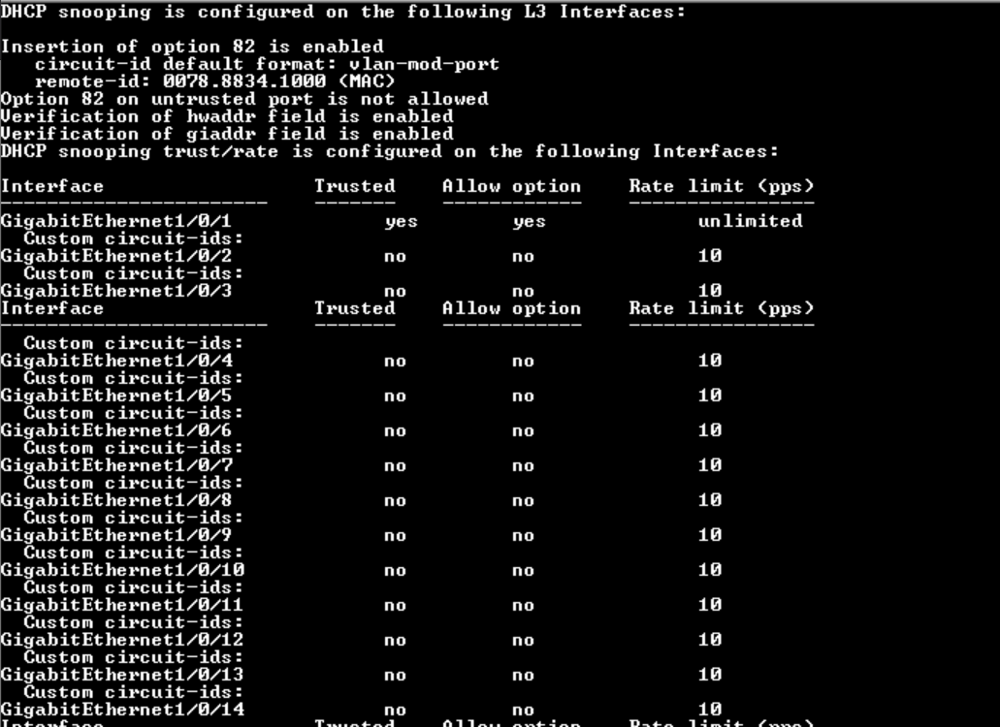 DHCP snooping is configured on the following L3 Interfaces:
Insertion of option 82 is enabled
circuit-id default format: vlan-mod-port
remote-id: 0078.8834.1000 (MAC)
Option 82 on untrusted port is not allowed
Verification of hwaddr field is enabled
Verification of giaddr field is enabled
DHCP snooping trust/rate is configured on the following Interfaces:
Interface Trusted Allow option Rate limit (pps)
------------------------ ------- ------------ ----------------
GigabitEthernet1/0/1 yes yes unlimited
Custom circuit-ids:
GigabitEthernet1/0/2 no no 10
Custom circuit-ids:
GigabitEthernet1/0/3 no no 10
Interface Trusted Allow option Rate limit (pps)
------------------------ ------- ------------ ----------------
Custom circuit-ids:
GigabitEthernet1/0/4 no no 10
Custom circuit-ids:
GigabitEthernet1/0/5 no no 10
Custom circuit-ids:
GigabitEthernet1/0/6 no no 10
Custom circuit-ids:
GigabitEthernet1/0/7 no no 10
Custom circuit-ids:
GigabitEthernet1/0/8 no no 10
Custom circuit-ids:
GigabitEthernet1/0/9 no no 10
Custom circuit-ids:
GigabitEthernet1/0/10 no no 10
Custom circuit-ids:
GigabitEthernet1/0/11 no no 10
Custom circuit-ids:
GigabitEthernet1/0/12 no no 10
Custom circuit-ids:
GigabitEthernet1/0/13 no no 10
Custom circuit-ids:
GigabitEthernet1/0/14 no no 10
Interface Trusted Allow option Rate limit (pps)